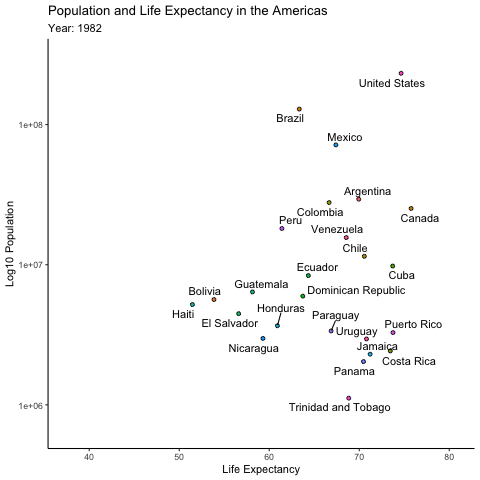 Population and Life Expectancy in the Americas
Year: 1982
United States
Brazil
Mexico
1e+08
Argentina
Colombia
Canada
Peru
Venezuela
Chile
1e+07
Ecuador
Cuba
Guatemala
Dominican Republic
Bolivia
Honduras
Haiti
Paraguay
El Salvador
Puerto Rico
Uruguay
Nicaragua
Jamaica
Costa Rica
Panama
1e+06
Trinidad and Tobago
Log10 Population
40 50 60 70 80
Life Expectancy